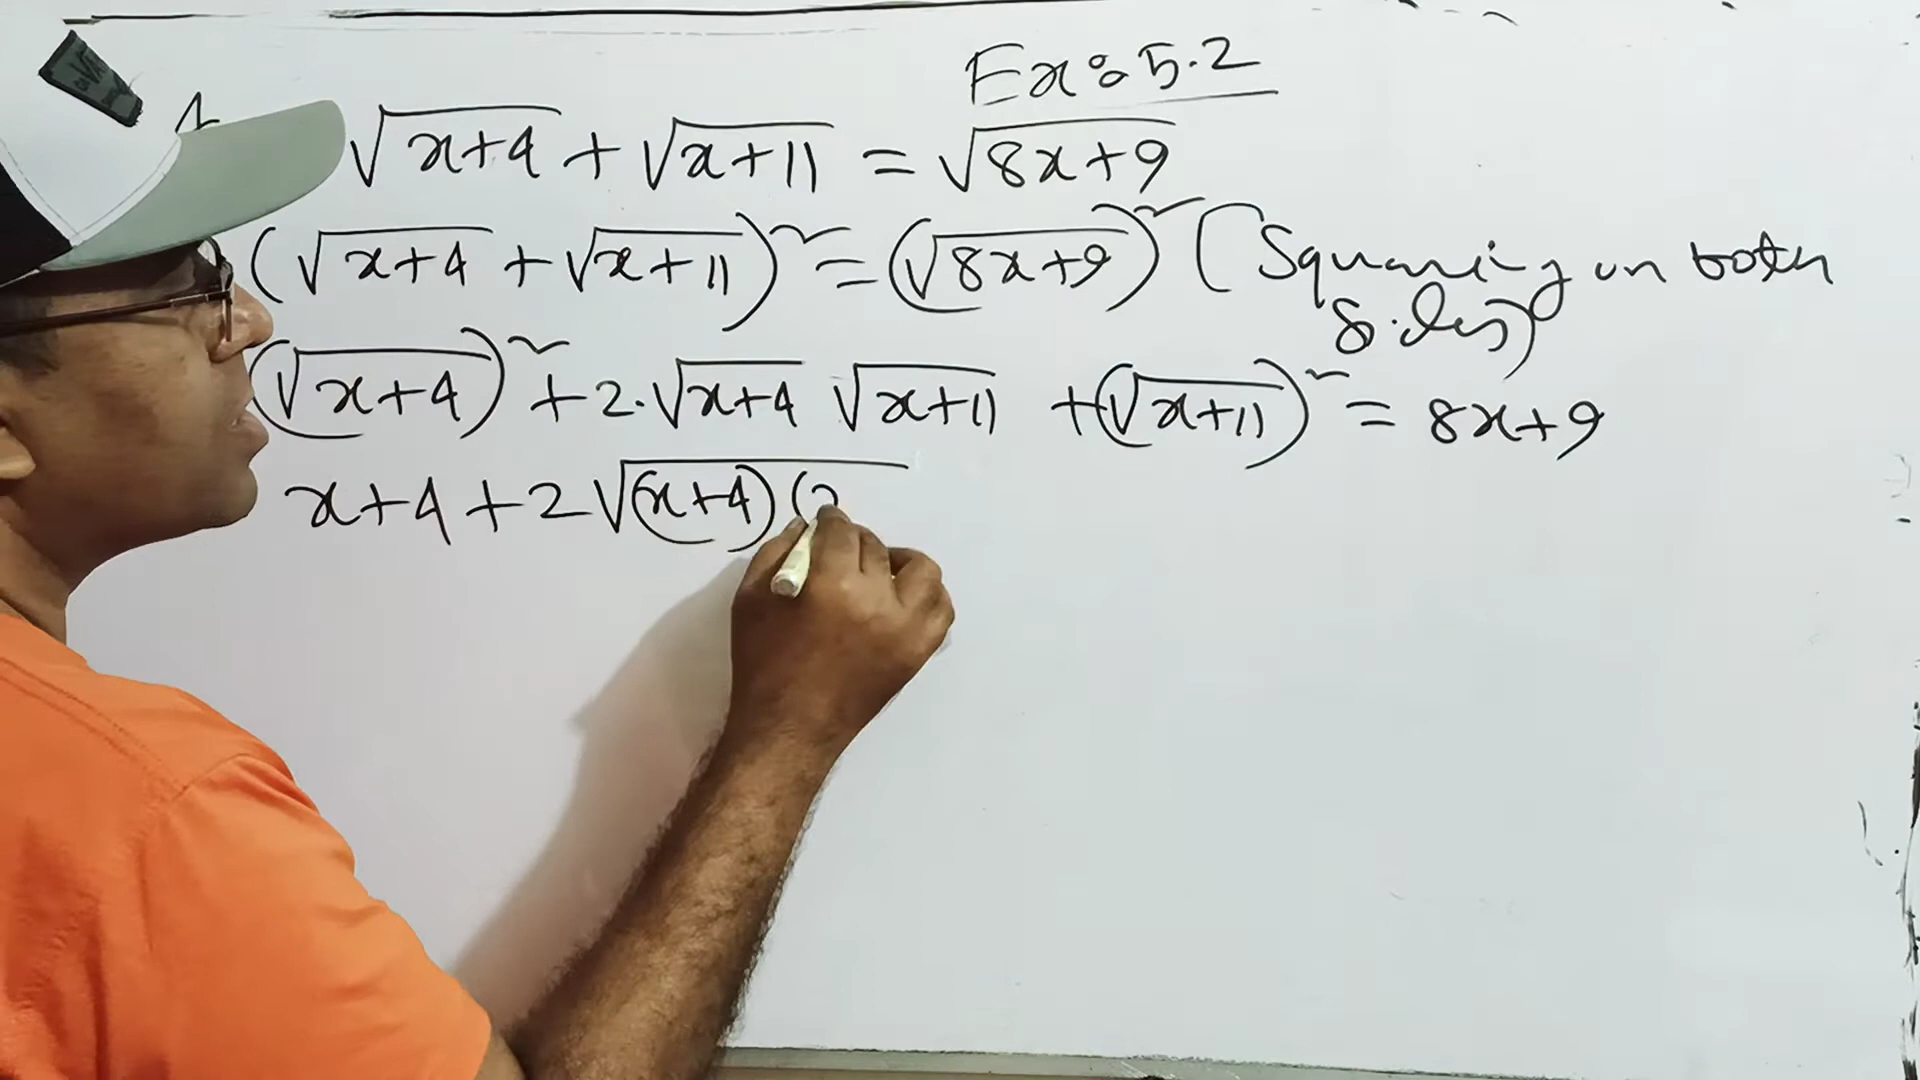 Ex: 5.2
√(x+4) + √(x+11) = √(8x+9)
(√(x+4) + √(x+11))² = (√(8x+9))² (Squaring on both
sides)
(√(x+4))² + 2·√(x+4) √(x+11) + (√(x+11))² = 8x+9
x+4+2√((x+4)(